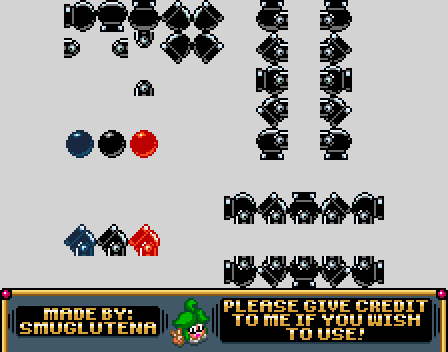 MADE BY:
SMUGLUTENA
PLEASE GIVE CREDIT
TO ME IF YOU WISH
TO USE!